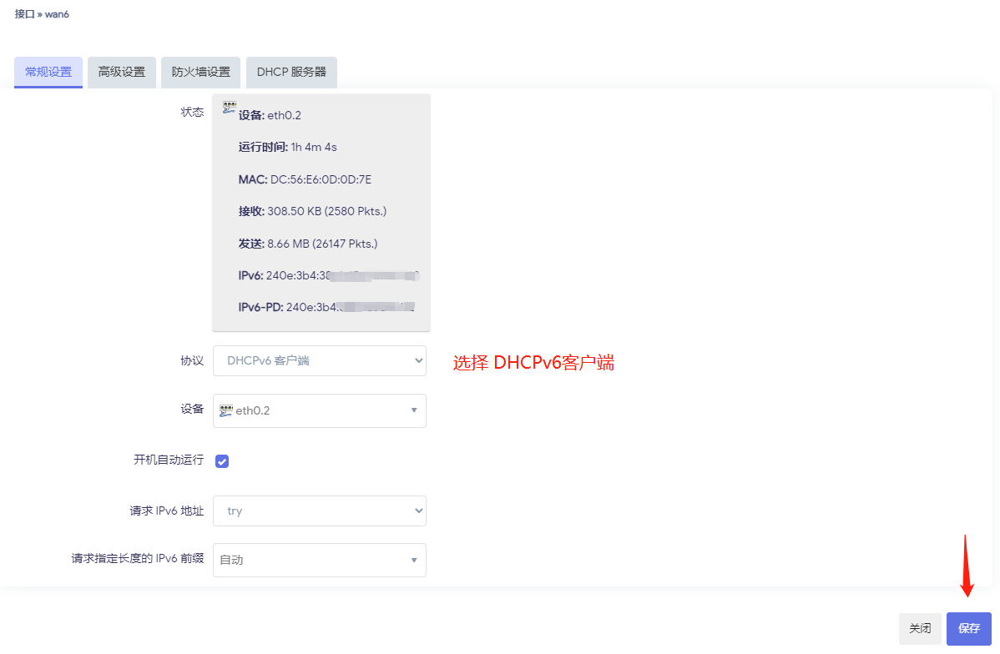 接口 » wan6
常规设置 高级设置 防火墙设置 DHCP 服务器
状态
设备: eth0.2
运行时间: 1h 4m 4s
MAC: DC:56:E6:0D:0D:7E
接收: 308.50 KB (2580 Pkts.)
发送: 8.66 MB (26147 Pkts.)
IPv6: 240e:3b4:38
IPv6-PD: 240e:3b4:
协议 DHCPv6 客户端 选择 DHCPv6客户端
设备 eth0.2
开机自动运行
请求 IPv6 地址 try
请求指定长度的 IPv6 前缀 自动
关闭 保存